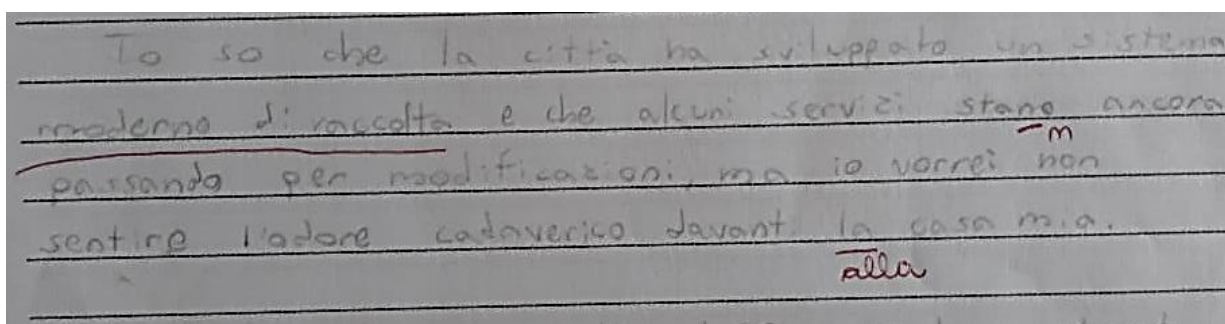 Io so che la città ha sviluppato un sistema
moderno di raccolta e che alcuni servizi stano ancora
n
passando per modificazioni, ma io vorrei non
sentire l'odore cadaverico davanti la casa mia.
alla